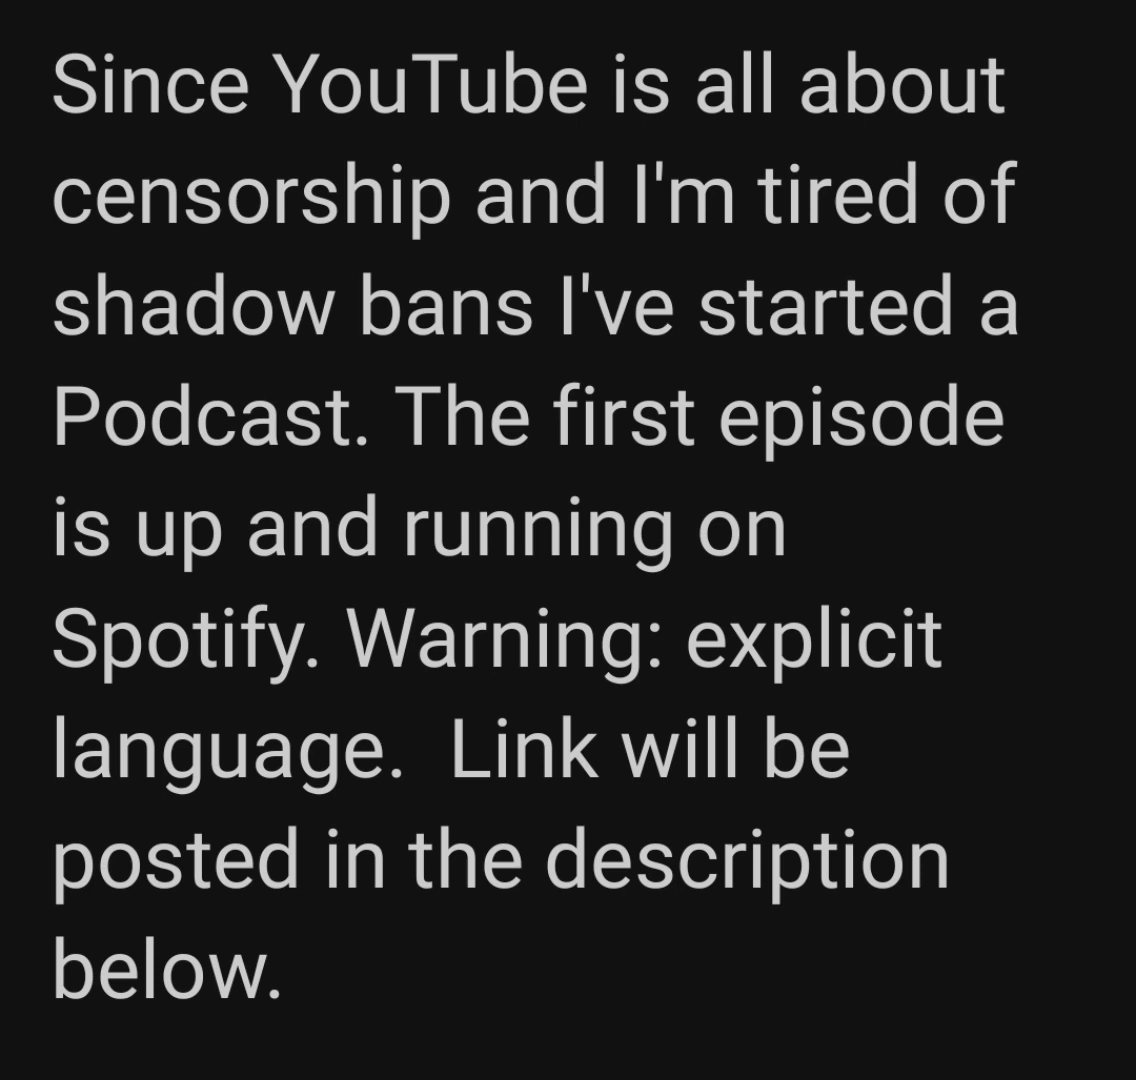 Since YouTube is all about
censorship and I'm tired of
shadow bans I've started a
Podcast. The first episode
is up and running on
Spotify. Warning: explicit
language.  Link will be
posted in the description
below.